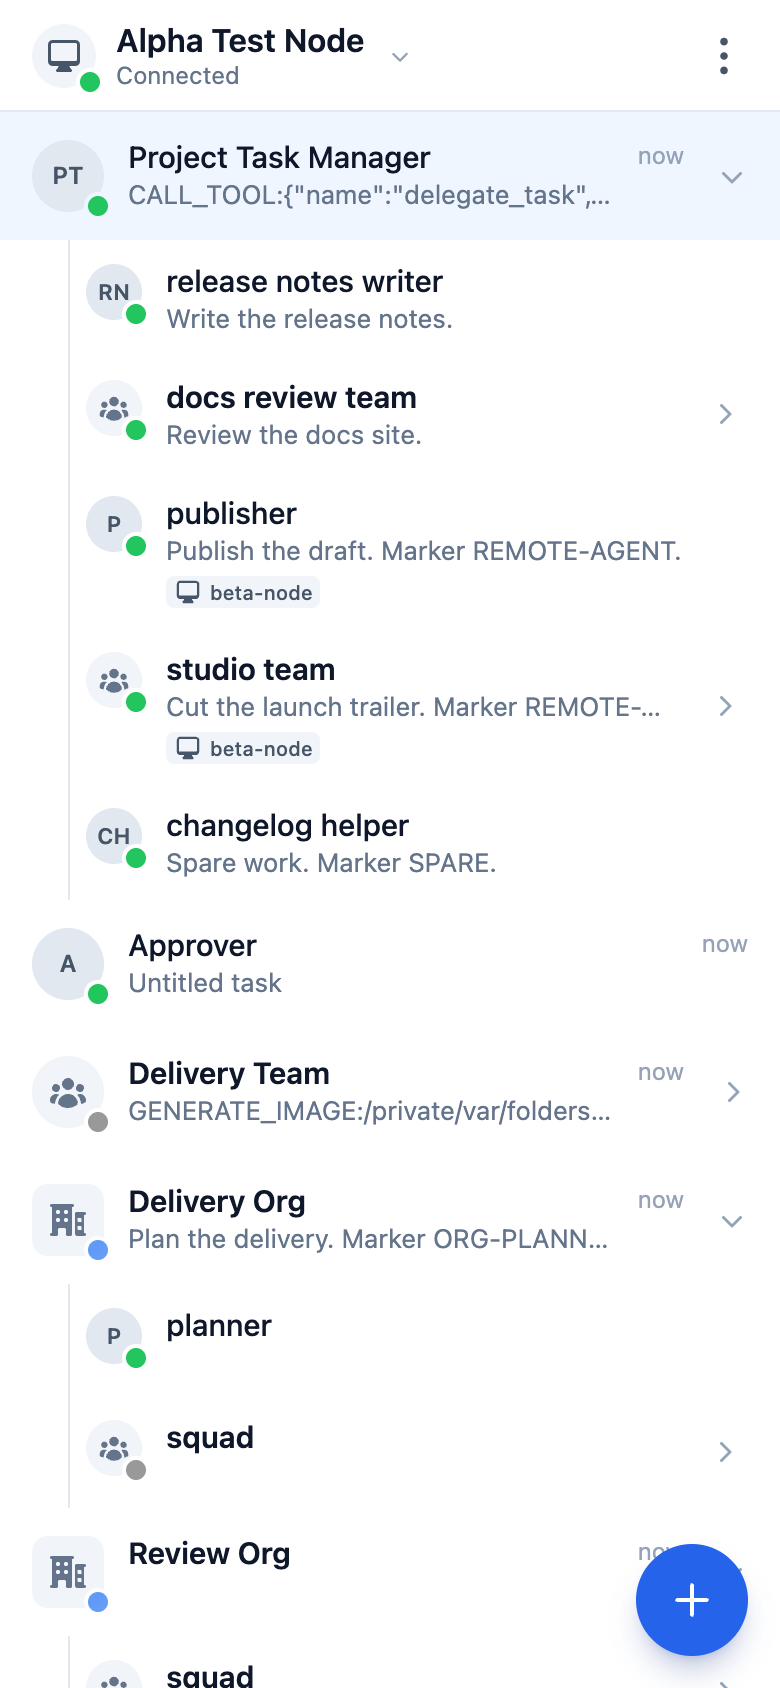 Alpha Test Node
Connected
PT
Project Task Manager
now
CALL_TOOL:{"name":"delegate_task",...
RN
release notes writer
Write the release notes.
docs review team
Review the docs site.
P
publisher
Publish the draft. Marker REMOTE-AGENT.
beta-node
studio team
Cut the launch trailer. Marker REMOTE-...
beta-node
CH
changelog helper
Spare work. Marker SPARE.
A
Approver
now
Untitled task
Delivery Team
now
GENERATE_IMAGE:/private/var/folders...
Delivery Org
now
Plan the delivery. Marker ORG-PLANN...
P
planner
squad
Review Org
squad